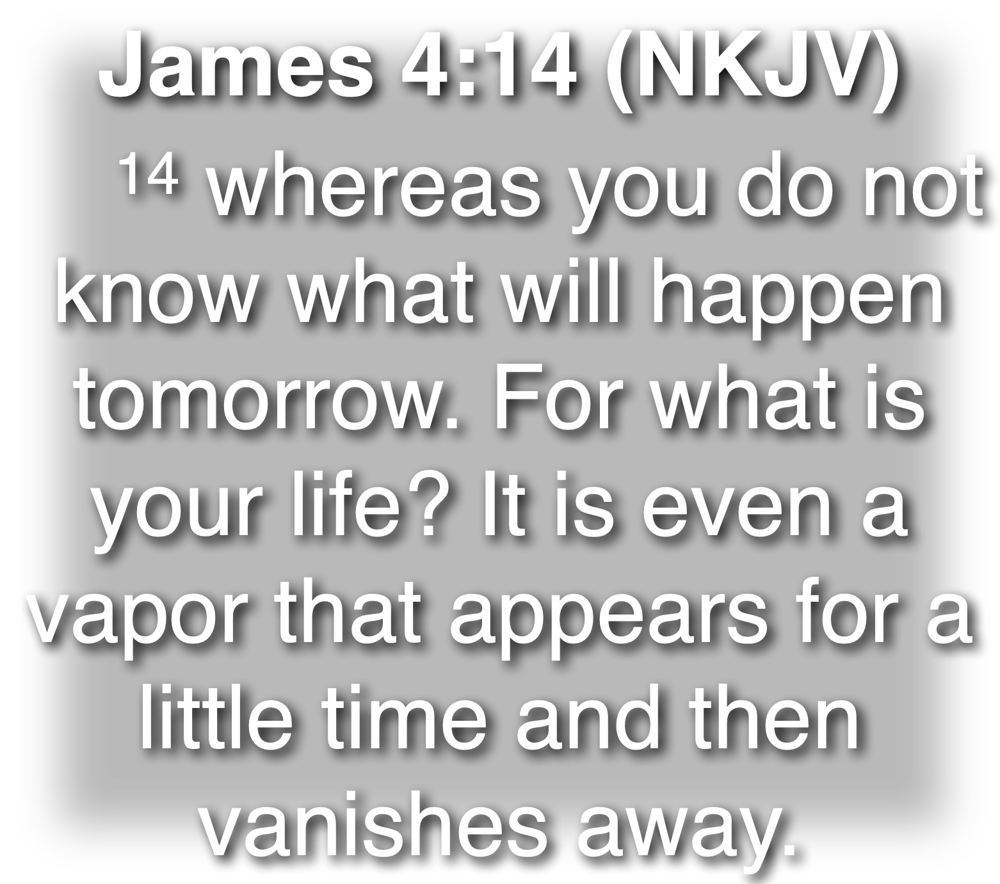 James 4:14 (NKJV)
14 whereas you do not
know what will happen
tomorrow. For what is
your life? It is even a
vapor that appears for a
little time and then
vanishes away.